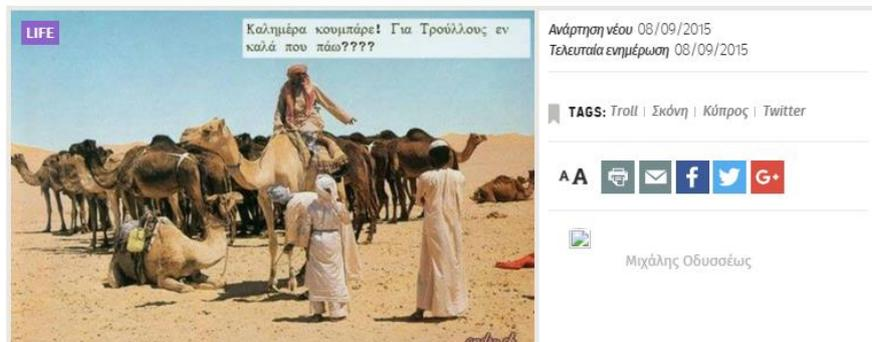 LIFE
Καλημέρα κουμπάρε! Για Τρούλλους εν
καλά που πάω????
Ανάρτηση νέου 08/09/2015
Τελευταία ενημέρωση 08/09/2015
TAGS: Troll | Σκόνη | Κύπρος | Twitter
A A
f G+
Μιχάλης Οδυσσέως